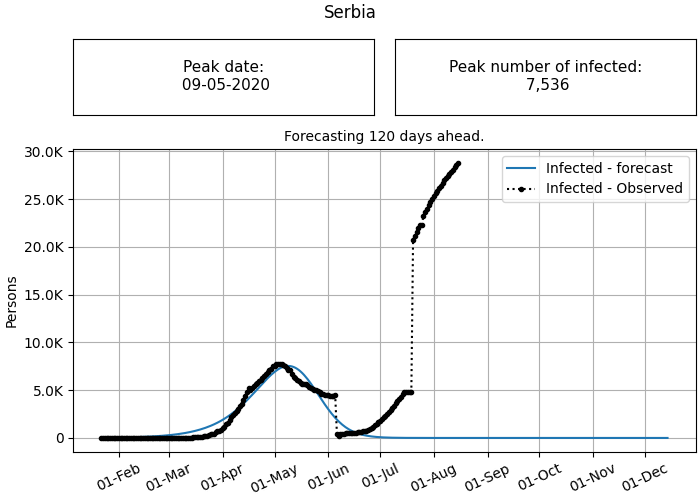 Serbia
Peak date:
09-05-2020
Peak number of infected:
7,536
Forecasting 120 days ahead.
30.0K
25.0K
20.0K
15.0K
10.0K
5.0K
0
Persons
Infected - forecast
Infected - Observed
01-Feb
01-Mar
01-Apr
01-May
01-Jun
01-Jul
01-Aug
01-Sep
01-Oct
01-Nov
01-Dec